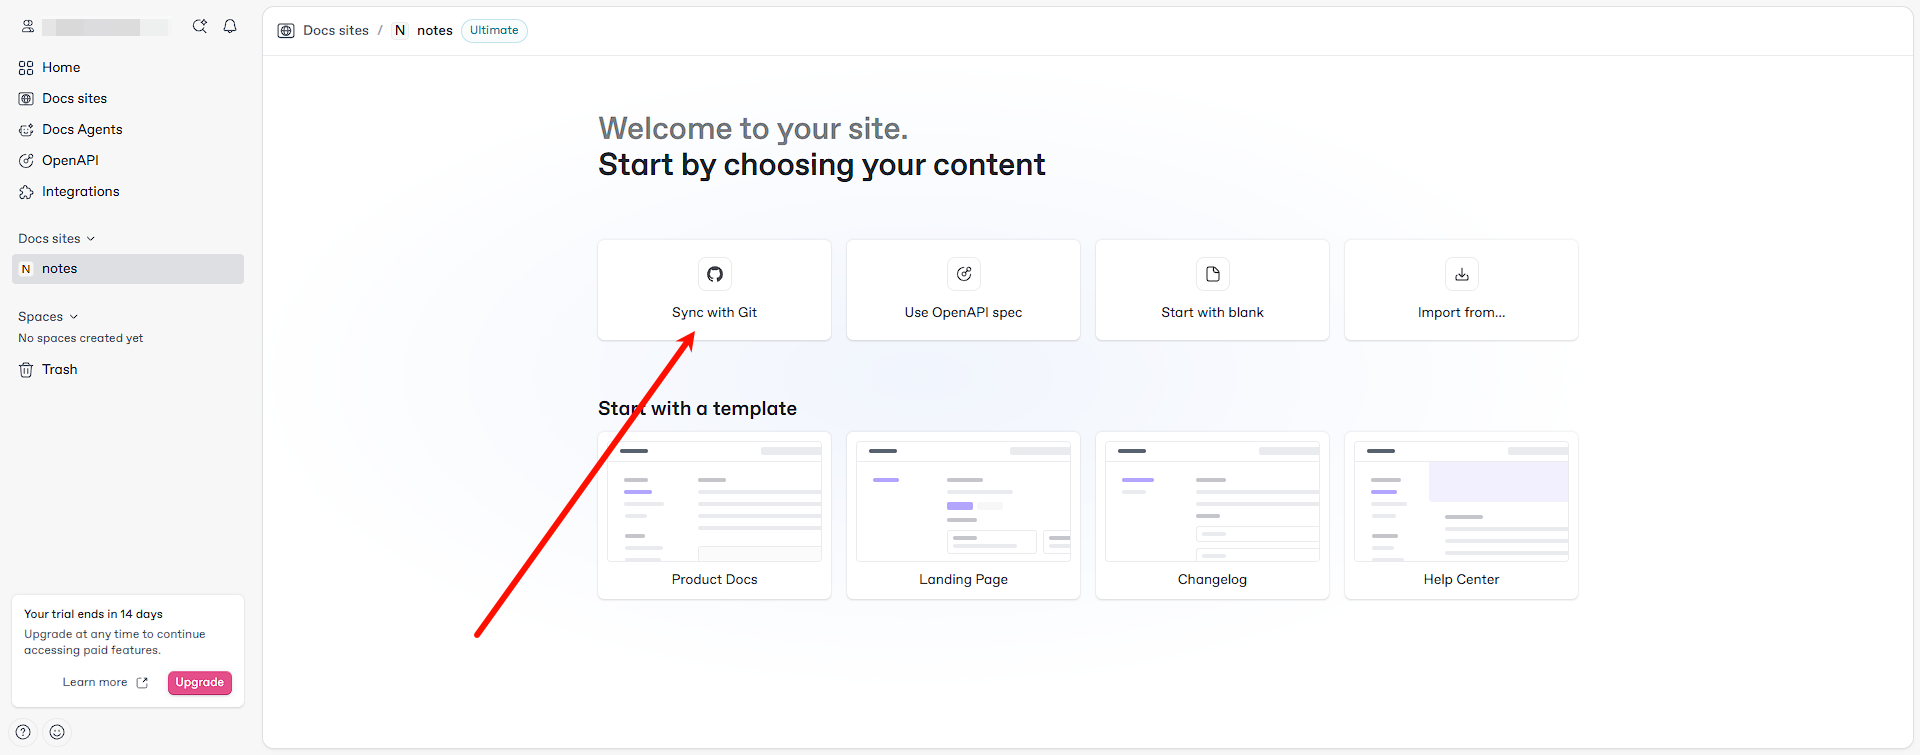 Home
Docs sites
Docs Agents
OpenAPI
Integrations
Docs sites
N notes
Spaces
No spaces created yet
Trash
Your trial ends in 14 days
Upgrade at any time to continue
accessing paid features.
Learn more
Upgrade
Docs sites / N notes Ultimate
Welcome to your site.
Start by choosing your content
Sync with Git
Use OpenAPI spec
Start with blank
Import from...
Start with a template
Product Docs
Landing Page
Changelog
Help Center